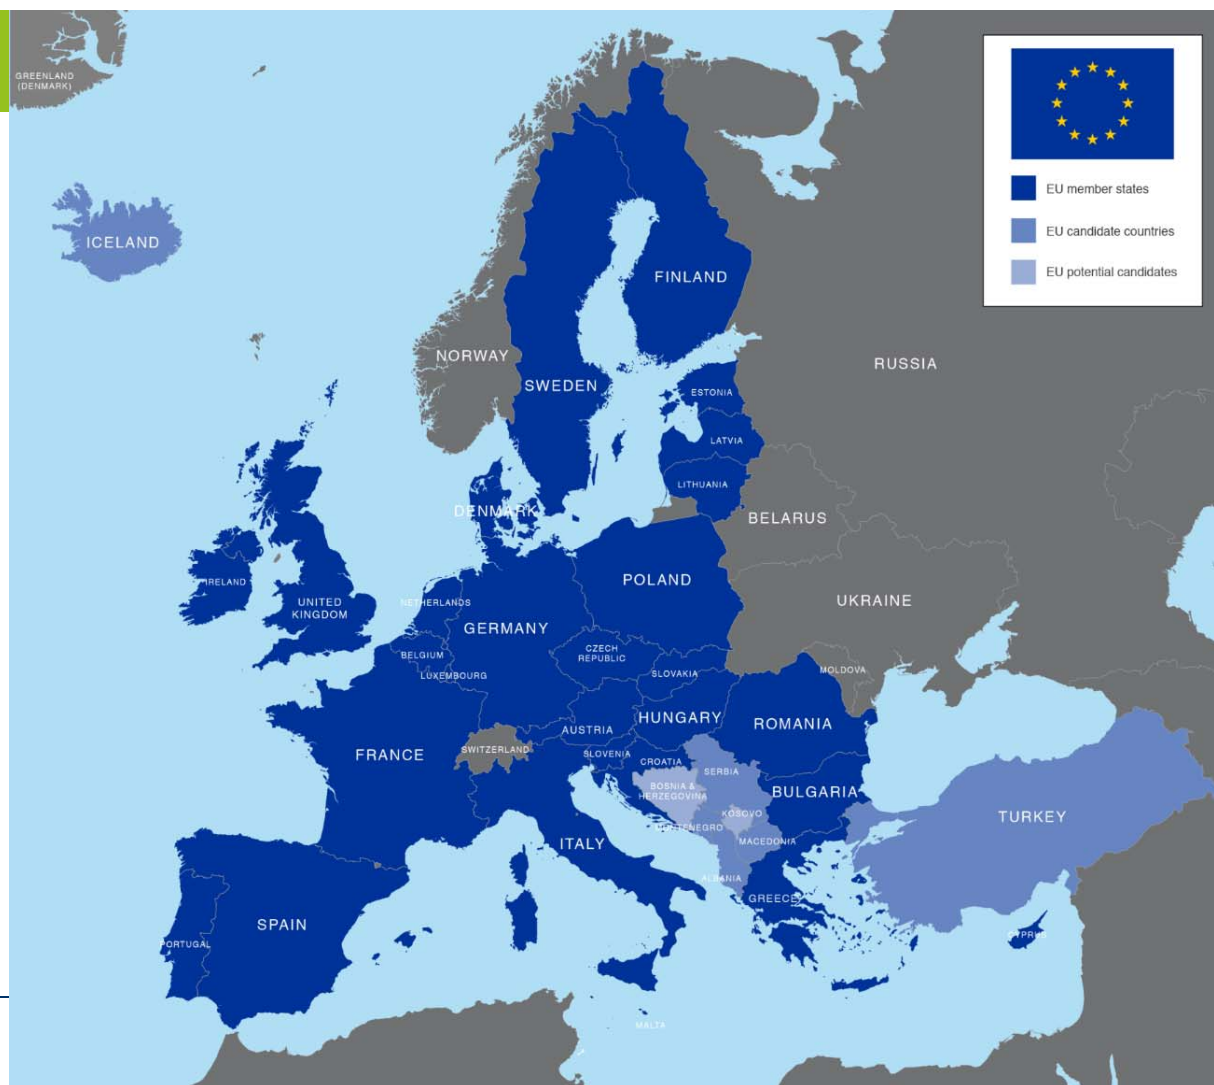 GREENLAND
(DENMARK)
EU member states
ICELAND
EU candidate countries
EU potential candidates
FINLAND
NORWAY
RUSSIA
SWEDEN
ESTONIA
LATVIA
LITHUANIA
DENMARK
BELARUS
IRELAND
POLAND
UNITED
KINGDOM
NETHERLANDS
UKRAINE
GERMANY
BELGIUM
CZECH
REPUBLIC
LUXEMBOURG
SLOVAKIA
MOLDOVA
HUNGARY
ROMANIA
AUSTRIA
FRANCE
SWITZERLAND
SLOVENIA
CROATIA
SERBIA
BOSNIA &
HERZEGOVINA
BULGARIA
KOSOVO
MONTENEGRO
TURKEY
ITALY
MACEDONIA
ALBANIA
GREECE
SPAIN
PORTUGAL
CYPRUS
MALTA